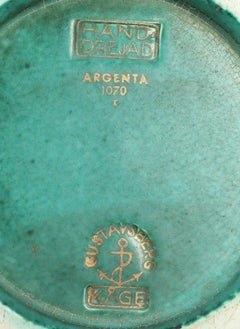 HAND
DREJAD
ARGENTA
1070
GUSTAVSBERG
KÅGE